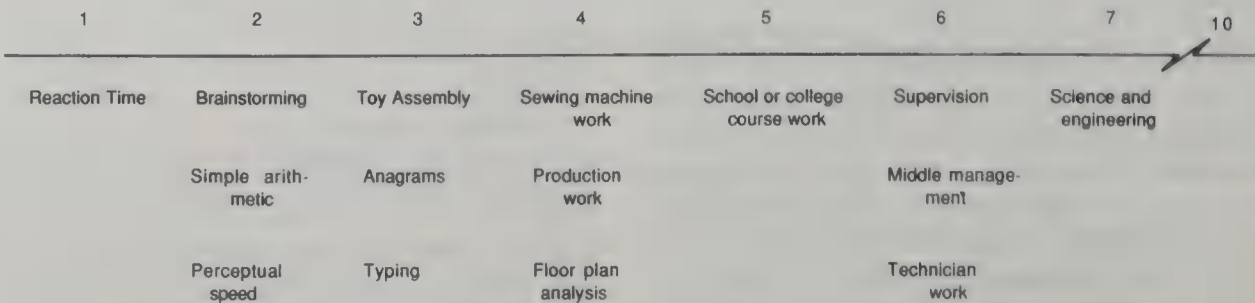 1 2 3 4 5 6 7 10
Reaction Time Brainstorming Toy Assembly Sewing machine School or college Supervision Science and
work course work engineering
Simple arith- Anagrams Production Middle manage-
metic work ment
Perceptual Typing Floor plan Technician
speed analysis work